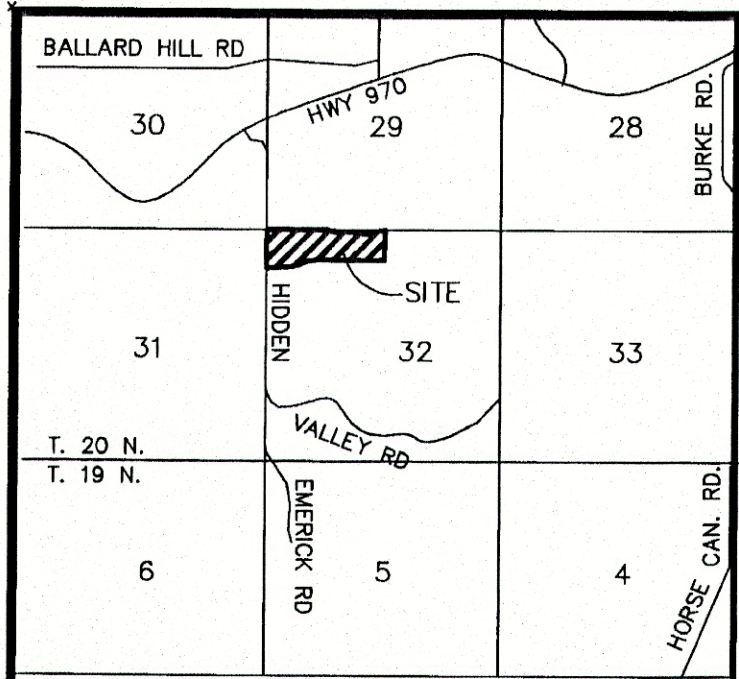 BALLARD HILL RD
HWY 970
30
29
28
BURKE RD.
SITE
HIDDEN
31
32
33
VALLEY RD
T. 20 N.
T. 19 N.
EMERICK RD
6
5
4
HORSE CAN. RD.